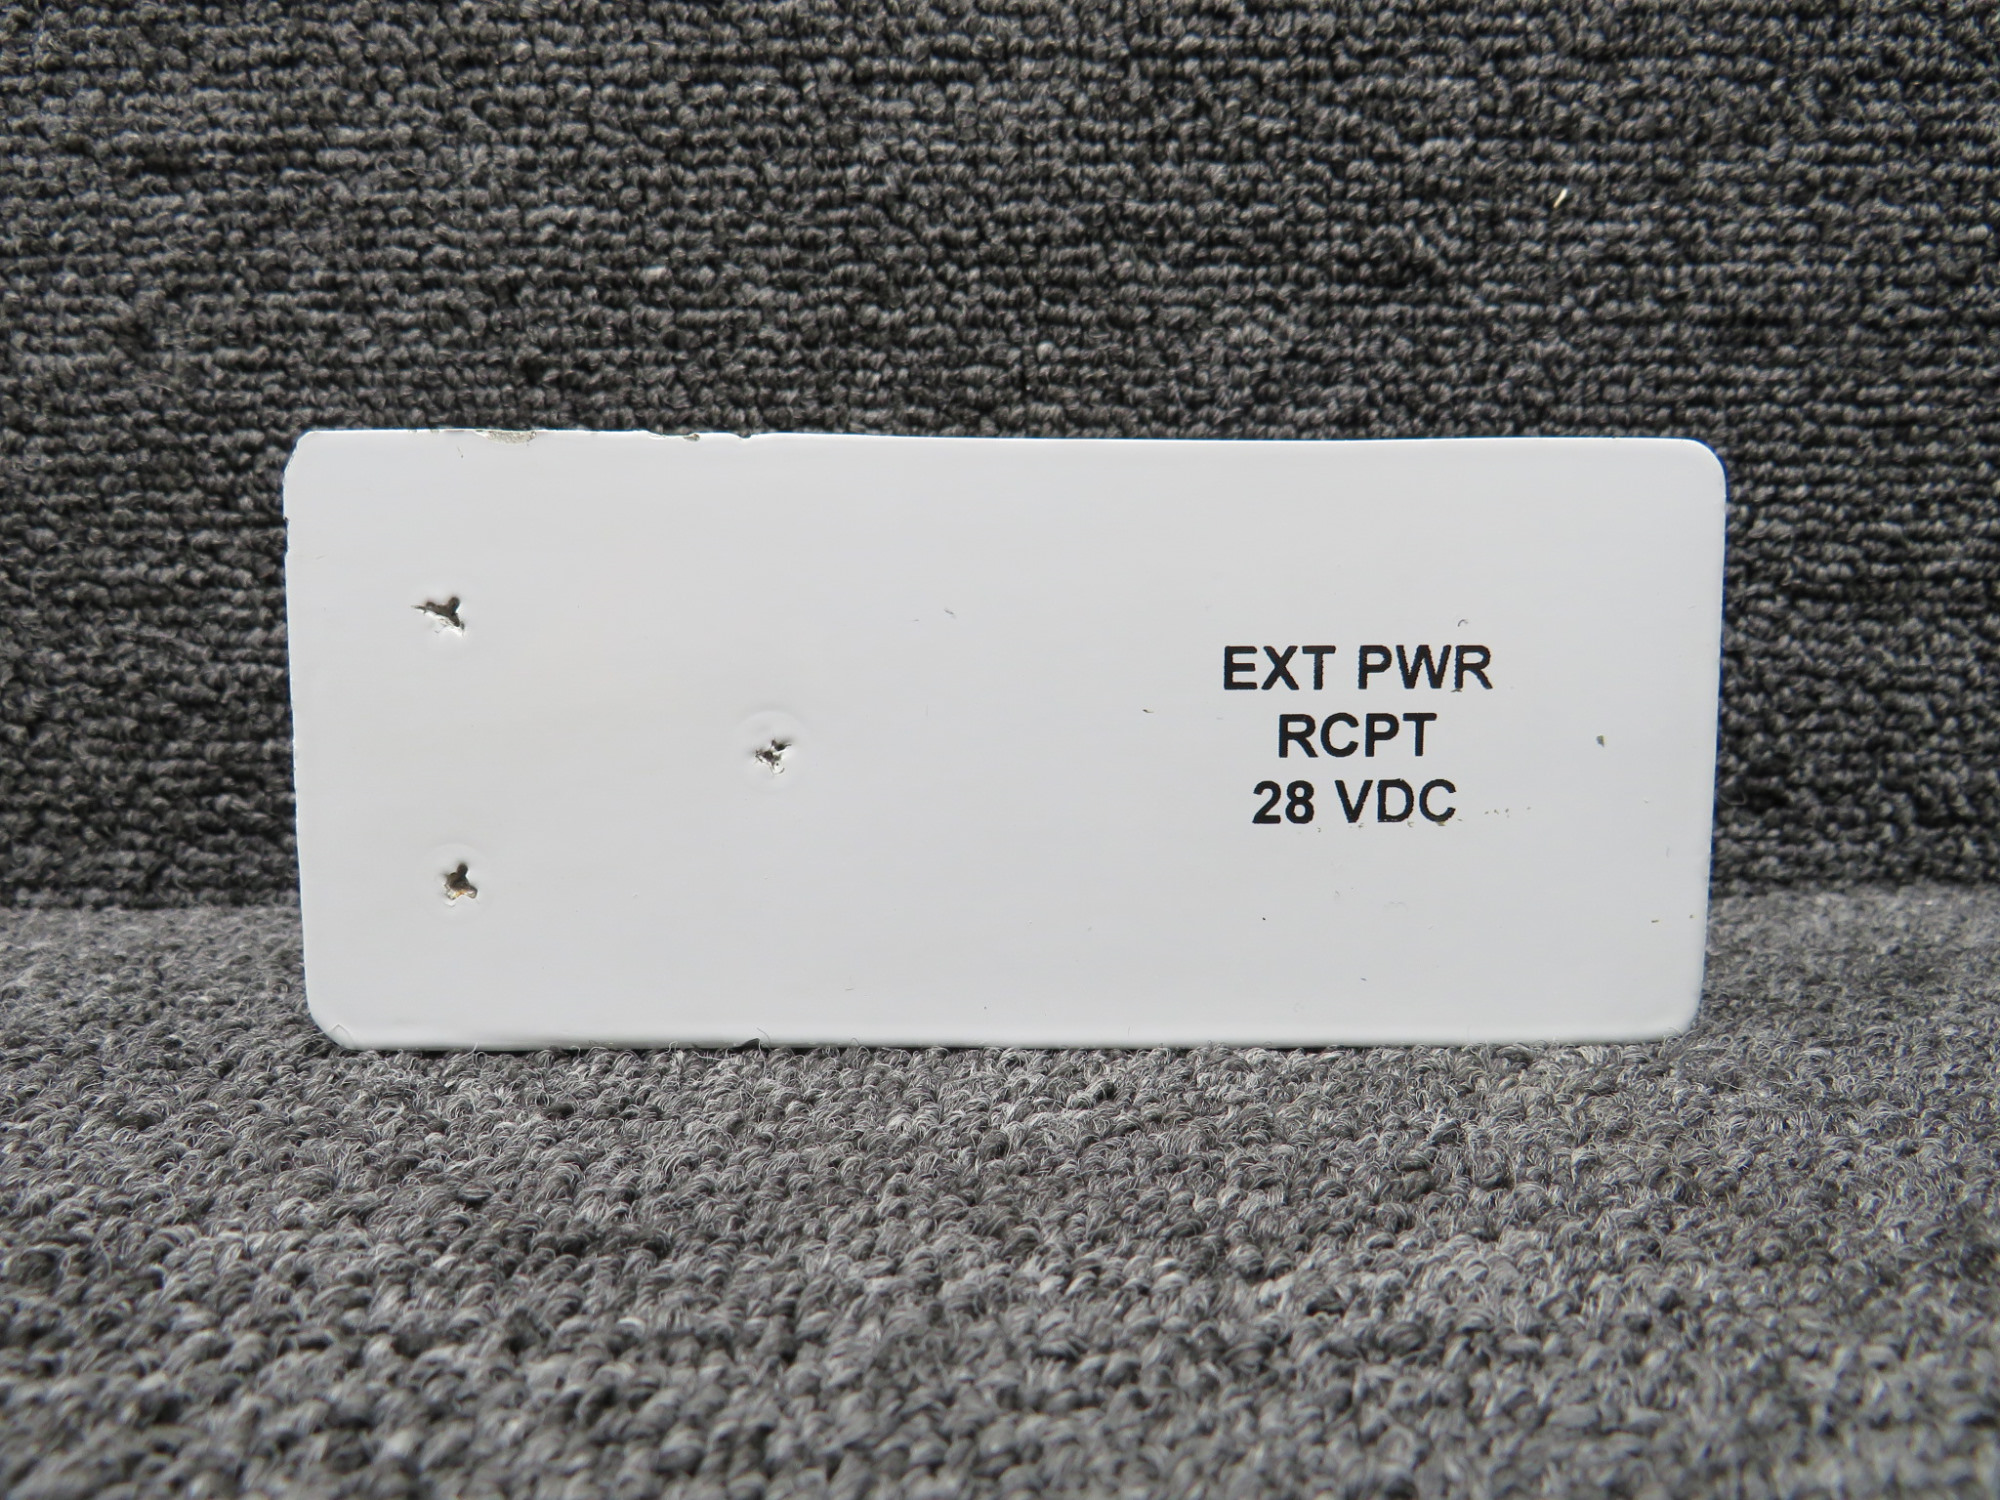 EXT PWR
RCPT
28 VDC